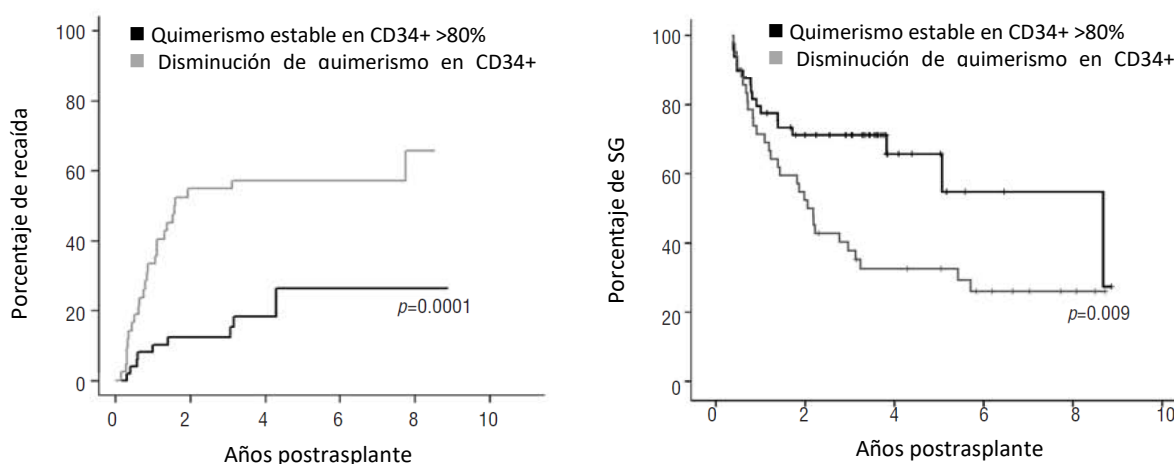 Quimerismo estable en CD34+ >80%
Disminución de quimerismo en CD34+
Porcentaje de recaída
100
80
60
40
20
0
p=0.0001
0 2 4 6 8 10
Años postrasplante
Quimerismo estable en CD34+ >80%
Disminución de quimerismo en CD34+
Porcentaje de SG
100
80
60
40
20
0
p=0.009
0 2 4 6 8 10
Años postrasplante